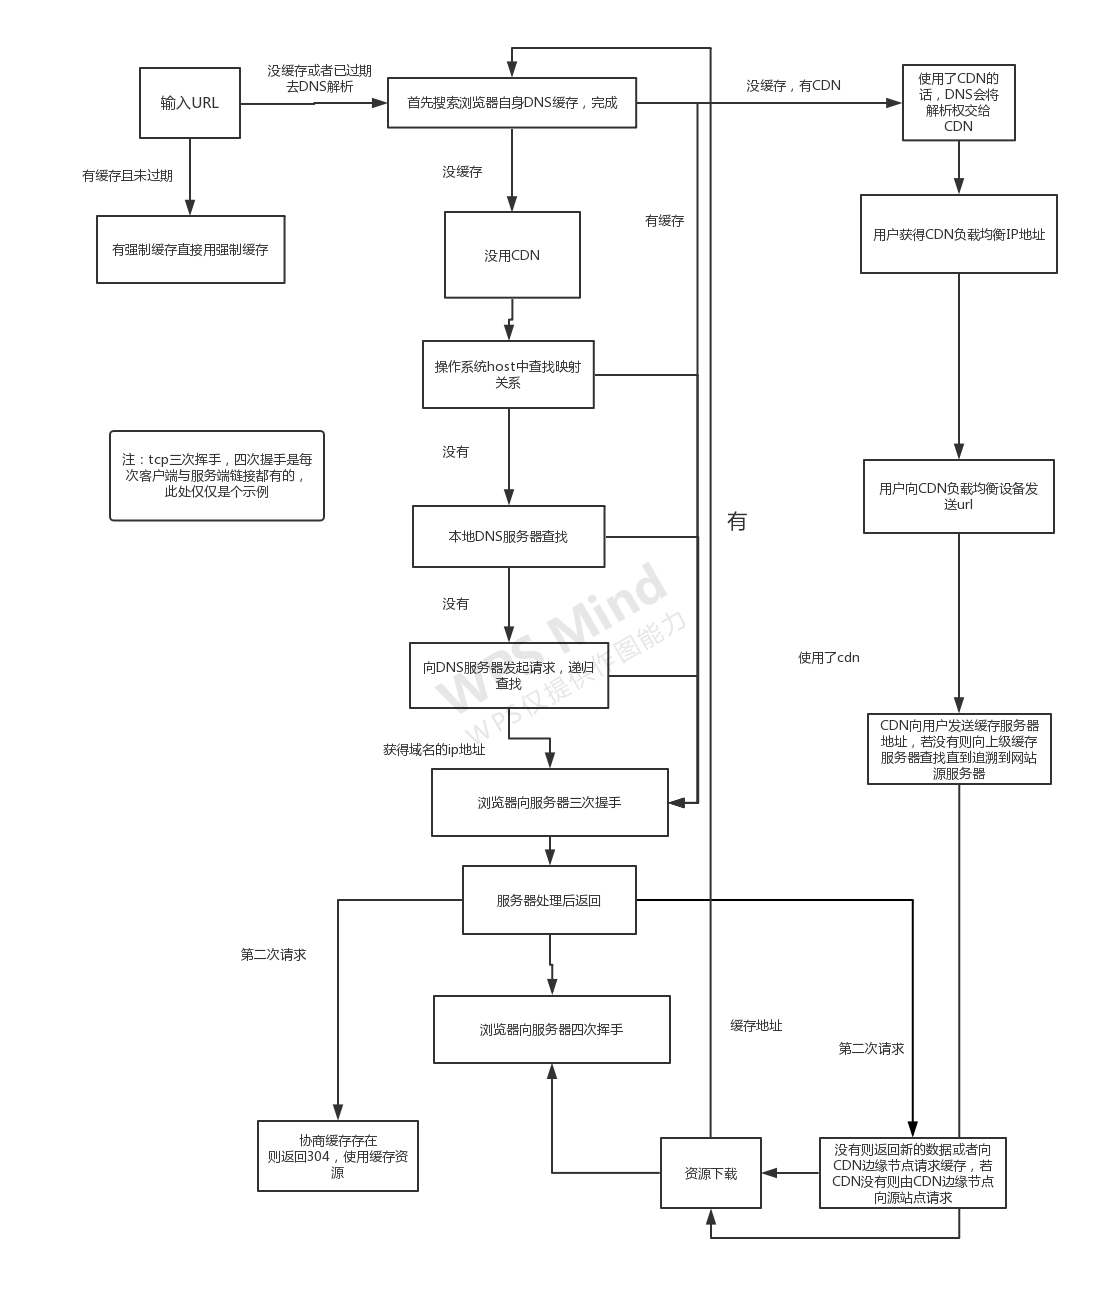 没缓存或者已过期
去DNS解析
输入URL
首先搜索浏览器自身DNS缓存，完成
没缓存，有CDN
使用了CDN的
话，DNS会将
解析权交给
CDN
有缓存且未过期
没缓存
有缓存
有强制缓存直接用强制缓存
没用CDN
用户获得CDN负载均衡IP地址
操作系统host中查找映射
关系
注：tcp三次挥手，四次握手是每
次客户端与服务端链接都有的，
此处仅仅是个示例
没有
用户向CDN负载均衡设备发
送url
有
本地DNS服务器查找
没有
WPS Mind
WPS仅提供作图能力
向DNS服务器发起请求，递归
查找
使用了cdn
获得域名的ip地址
CDN向用户发送缓存服务器
地址，若没有则向上级缓存
服务器查找直到追溯到网站
源服务器
浏览器向服务器三次握手
服务器处理后返回
第二次请求
浏览器向服务器四次挥手
缓存地址
第二次请求
协商缓存存在
则返回304，使用缓存资
源
资源下载
没有则返回新的数据或者向
CDN边缘节点请求缓存，若
CDN没有则由CDN边缘节点
向源站点请求